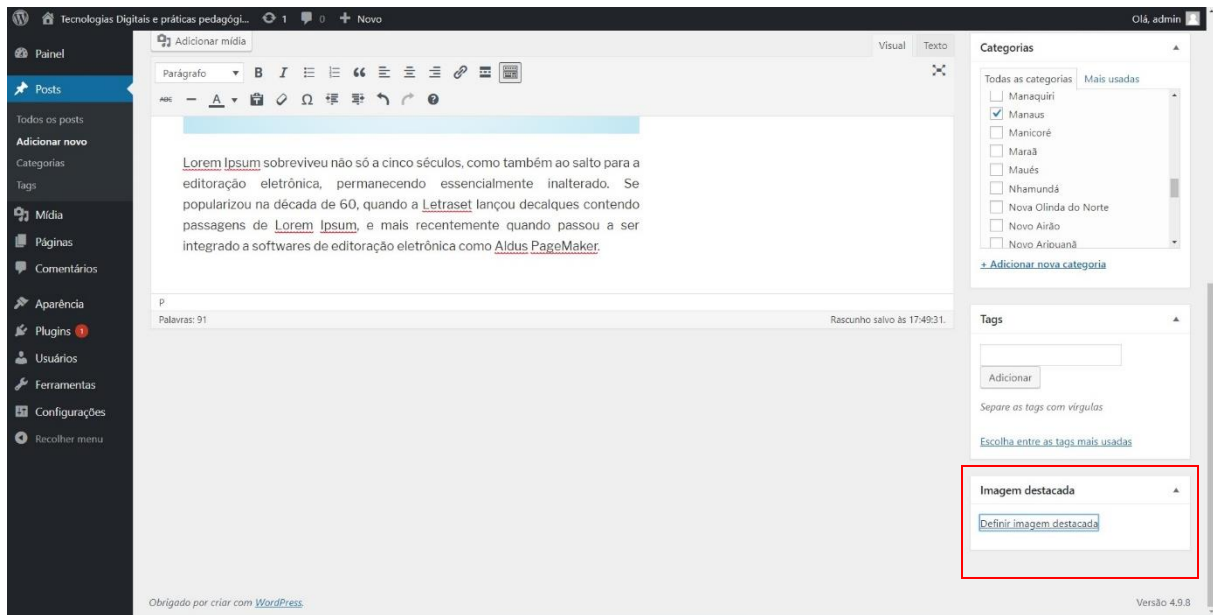 Tecnologias Digitais e práticas pedagógi... 1 0 + Novo
Olá, admin
Painel
Posts
Todos os posts
Adicionar novo
Categorias
Tags
Mídia
Páginas
Comentários
Aparência
Plugins 1
Usuários
Ferramentas
Configurações
Recolher menu
Adicionar mídia
Visual Texto
Parágrafo
Lorem Ipsum sobreviveu não só a cinco séculos, como também ao salto para a
editoração eletrônica, permanecendo essencialmente inalterado. Se
popularizou na década de 60, quando a Letraset lançou decalques contendo
passagens de Lorem Ipsum, e mais recentemente quando passou a ser
integrado a softwares de editoração eletrônica como Aldus PageMaker.
P
Palavras: 91
Rascunho salvo às 17:49:31.
Categorias
Todas as categorias Mais usadas
Manaquiri
Manaus
Manicoré
Maraã
Maués
Nhamundá
Nova Olinda do Norte
Novo Airão
Novo Aripuanã
+ Adicionar nova categoria
Tags
Adicionar
Separe as tags com vírgulas
Escolha entre as tags mais usadas
Imagem destacada
Definir imagem destacada
Obrigado por criar com WordPress.
Versão 4.9.8